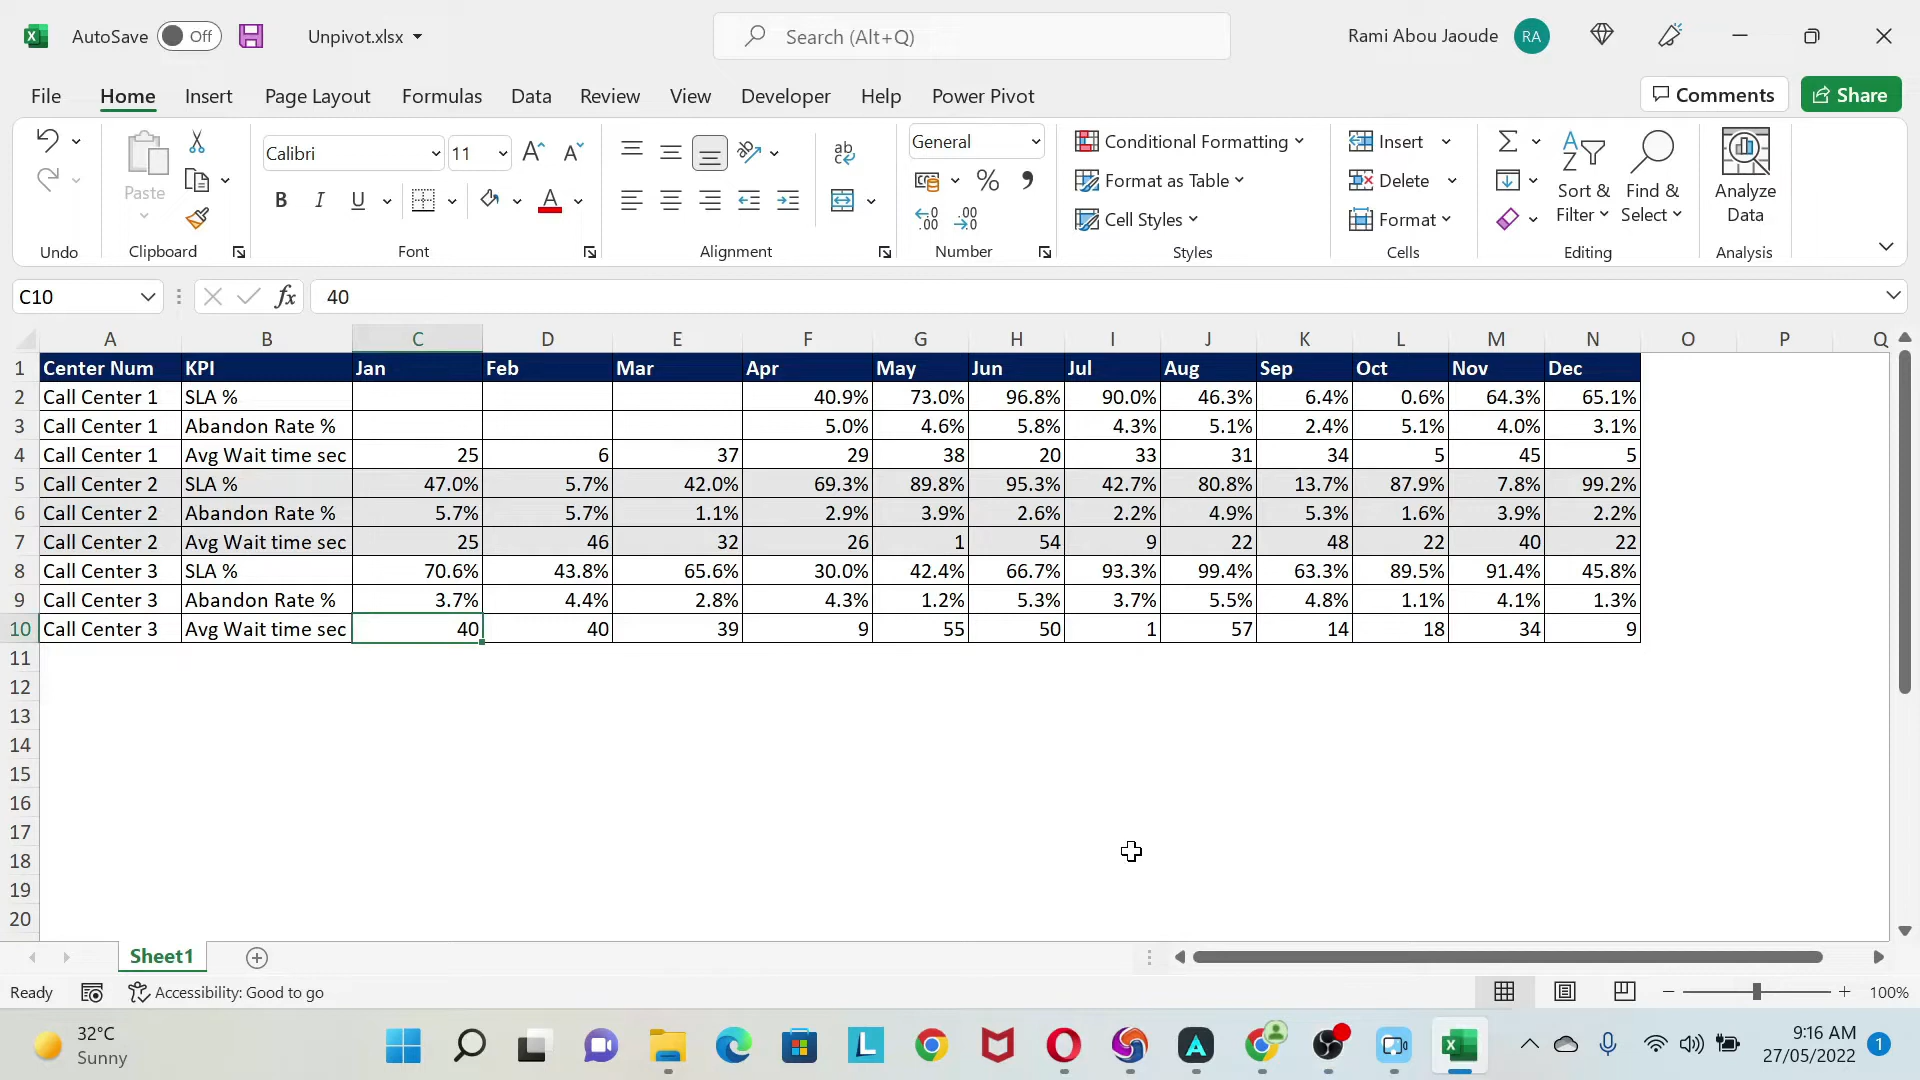 AutoSave Off Unpivot.xlsx Search (Alt+Q) Rami Abou Jaoude RA
File Home Insert Page Layout Formulas Data Review View Developer Help Power Pivot Comments Share
Undo
Paste
Clipboard
Calibri 11
B I U A
Font
ab
Alignment
General
% 9
.00 .00
Number
Conditional Formatting
Format as Table
Cell Styles
Styles
Insert
Delete
Format
Cells
Sort &
Filter
Find &
Select
Editing
Analyze
Data
Analysis
C10 fx 40
A B C D E F G H I J K L M N O P Q
1 Center Num KPI Jan Feb Mar Apr May Jun Jul Aug Sep Oct Nov Dec
2 Call Center 1 SLA % 40.9% 73.0% 96.8% 90.0% 46.3% 6.4% 0.6% 64.3% 65.1%
3 Call Center 1 Abandon Rate % 5.0% 4.6% 5.8% 4.3% 5.1% 2.4% 5.1% 4.0% 3.1%
4 Call Center 1 Avg Wait time sec 25 6 37 29 38 20 33 31 34 5 45 5
5 Call Center 2 SLA % 47.0% 5.7% 42.0% 69.3% 89.8% 95.3% 42.7% 80.8% 13.7% 87.9% 7.8% 99.2%
6 Call Center 2 Abandon Rate % 5.7% 5.7% 1.1% 2.9% 3.9% 2.6% 2.2% 4.9% 5.3% 1.6% 3.9% 2.2%
7 Call Center 2 Avg Wait time sec 25 46 32 26 1 54 9 22 48 22 40 22
8 Call Center 3 SLA % 70.6% 43.8% 65.6% 30.0% 42.4% 66.7% 93.3% 99.4% 63.3% 89.5% 91.4% 45.8%
9 Call Center 3 Abandon Rate % 3.7% 4.4% 2.8% 4.3% 1.2% 5.3% 3.7% 5.5% 4.8% 1.1% 4.1% 1.3%
10 Call Center 3 Avg Wait time sec 40 40 39 9 55 50 1 57 14 18 34 9
11
12
13
14
15
16
17
18
19
20
Sheet1
Ready Accessibility: Good to go 100%
32°C
Sunny
9:16 AM
27/05/2022
1